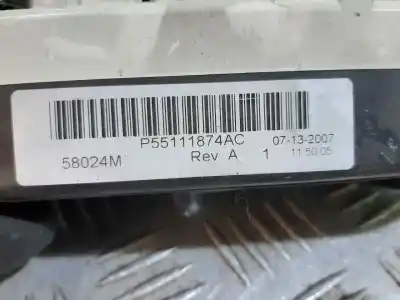 P55111874AC 07-13-2007
58024M Rev A 1 11:50:05